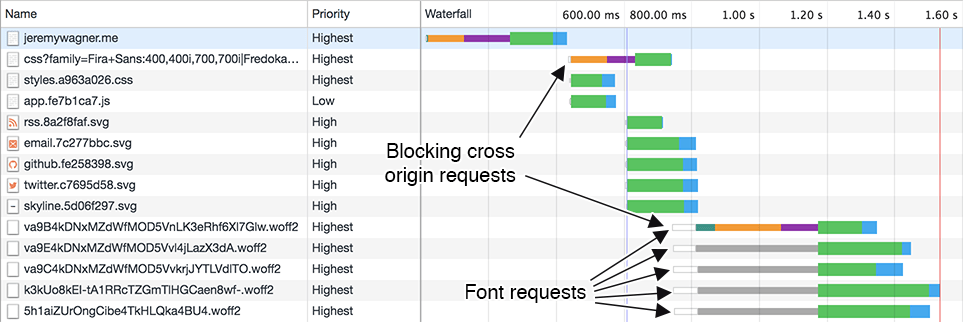 Name Priority Waterfall
600.00 ms 800.00 ms 1.00 s 1.20 s 1.40 s 1.60 s
jeremywagner.me Highest
css?family=Fira+Sans:400,400i,700,700i|Fredoka... Highest
styles.a963a026.css Highest
app.fe7b1ca7.js Low
rss.8a2f8faf.svg High
email.7c277bbc.svg High
github.fe258398.svg High
twitter.c7695d58.svg High
skyline.5d06f297.svg High
va9B4kDNxMZdWfMOD5VnLK3eRhf6Xl7Glw.woff2 Highest
va9E4kDNxMZdWfMOD5Vvl4jLazX3dA.woff2 Highest
va9C4kDNxMZdWfMOD5VvkrjJYTLVdlTO.woff2 Highest
k3kUo8kEI-tA1RRcTZGmTlHGCaen8wf-.woff2 Highest
5h1aiZUrOngCibe4TkHLQka4BU4.woff2 Highest
Blocking cross
origin requests
Font requests